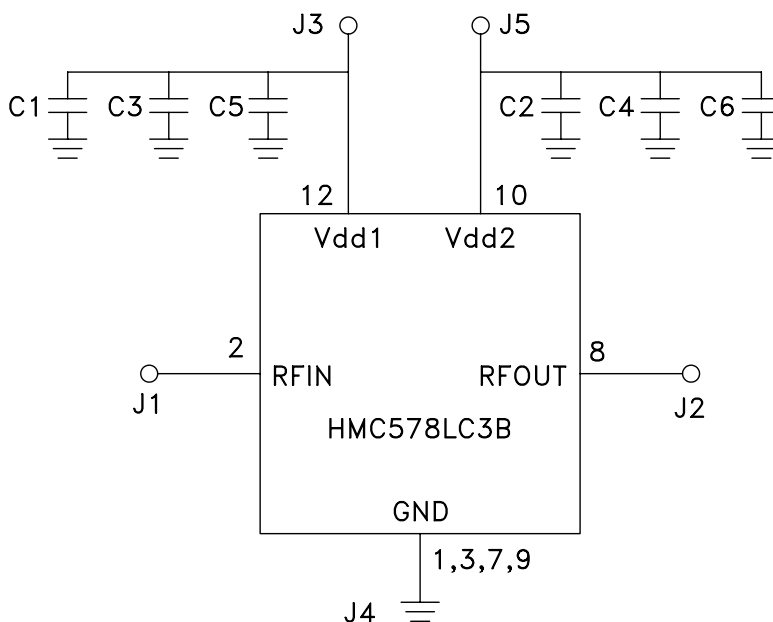 J3 J5
C1 C3 C5 C2 C4 C6
12 10
Vdd1 Vdd2
2 8
RFIN RFOUT
J1 J2
HMC578LC3B
GND
1,3,7,9
J4